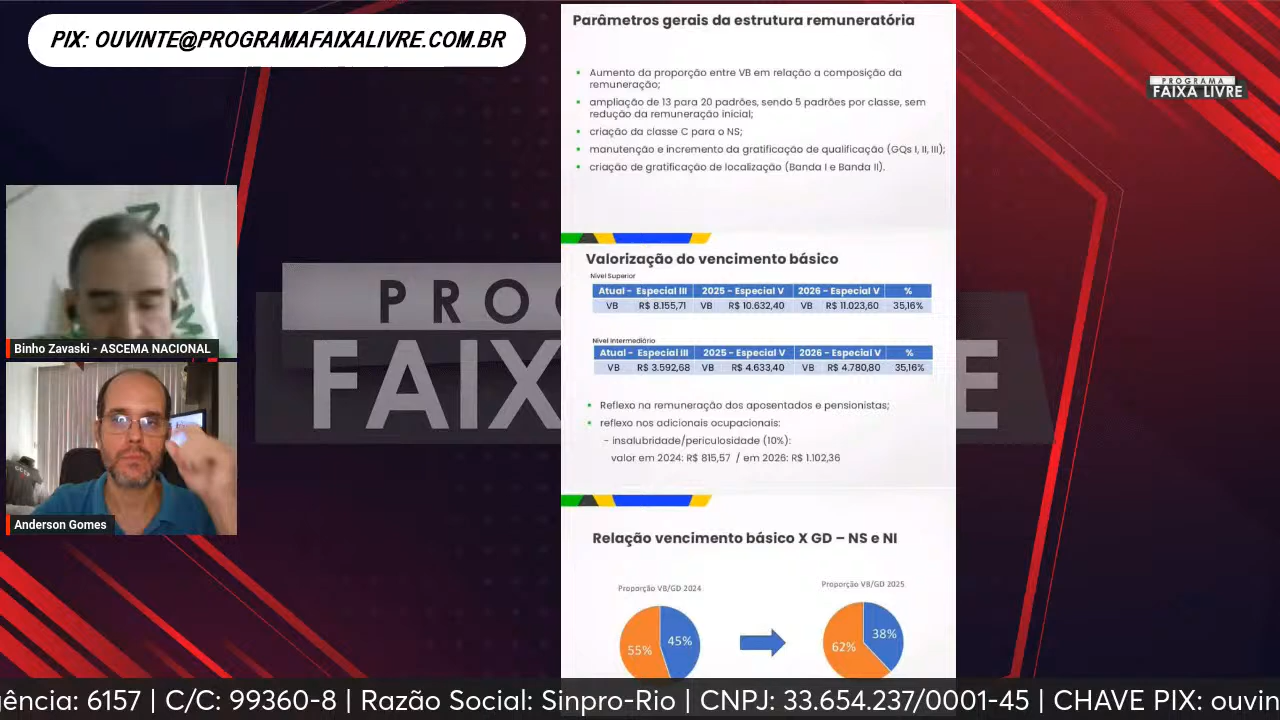 PIX: OUVINTE@PROGRAMAFAIXALIVRE.COM.BR
PROGRAMA
FAIXA LIVRE
Binho Zavaski - ASCEMA NACIONAL
Anderson Gomes
Parâmetros gerais da estrutura remuneratória
▪ Aumento da proporção entre VB em relação a composição da
remuneração;
▪ ampliação de 13 para 20 padrões, sendo 5 padrões por classe, sem
redução da remuneração inicial;
▪ criação da classe C para o NS;
▪ manutenção e incremento da gratificação de qualificação (GQs I, II, III);
▪ criação de gratificação de localização (Banda I e Banda II).
Valorização do vencimento básico
Nível Superior
Atual - Especial III 2025 - Especial V 2026 - Especial V %
VB R$ 8.155,71 VB R$ 10.632,40 VB R$ 11.023,60 35,16%
Nível Intermediário
Atual - Especial III 2025 - Especial V 2026 - Especial V %
VB R$ 3.592,68 VB R$ 4.633,40 VB R$ 4.780,80 35,16%
▪ Reflexo na remuneração dos aposentados e pensionistas;
▪ reflexo nos adicionais ocupacionais:
- insalubridade/periculosidade (10%):
valor em 2024: R$ 815,57 / em 2026: R$ 1.102,36
Relação vencimento básico X GD – NS e NI
Proporção VB/GD 2024
Proporção VB/GD 2025
55% 45%
62% 38%
PROG
FAIX
RE
gência: 6157 | C/C: 99360-8 | Razão Social: Sinpro-Rio | CNPJ: 33.654.237/0001-45 | CHAVE PIX: ouvin